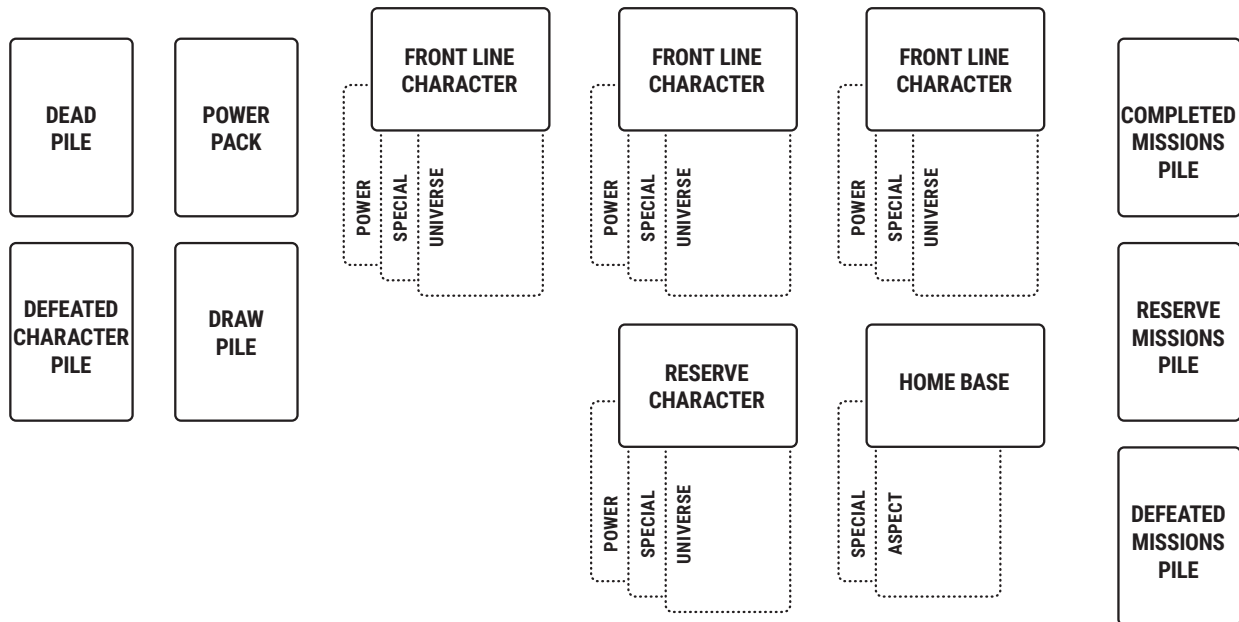 DEAD
PILE
POWER
PACK
FRONT LINE
CHARACTER
POWER
SPECIAL
UNIVERSE
FRONT LINE
CHARACTER
POWER
SPECIAL
UNIVERSE
FRONT LINE
CHARACTER
POWER
SPECIAL
UNIVERSE
COMPLETED
MISSIONS
PILE
DEFEATED
CHARACTER
PILE
DRAW
PILE
RESERVE
CHARACTER
POWER
SPECIAL
UNIVERSE
HOME BASE
SPECIAL
ASPECT
RESERVE
MISSIONS
PILE
DEFEATED
MISSIONS
PILE